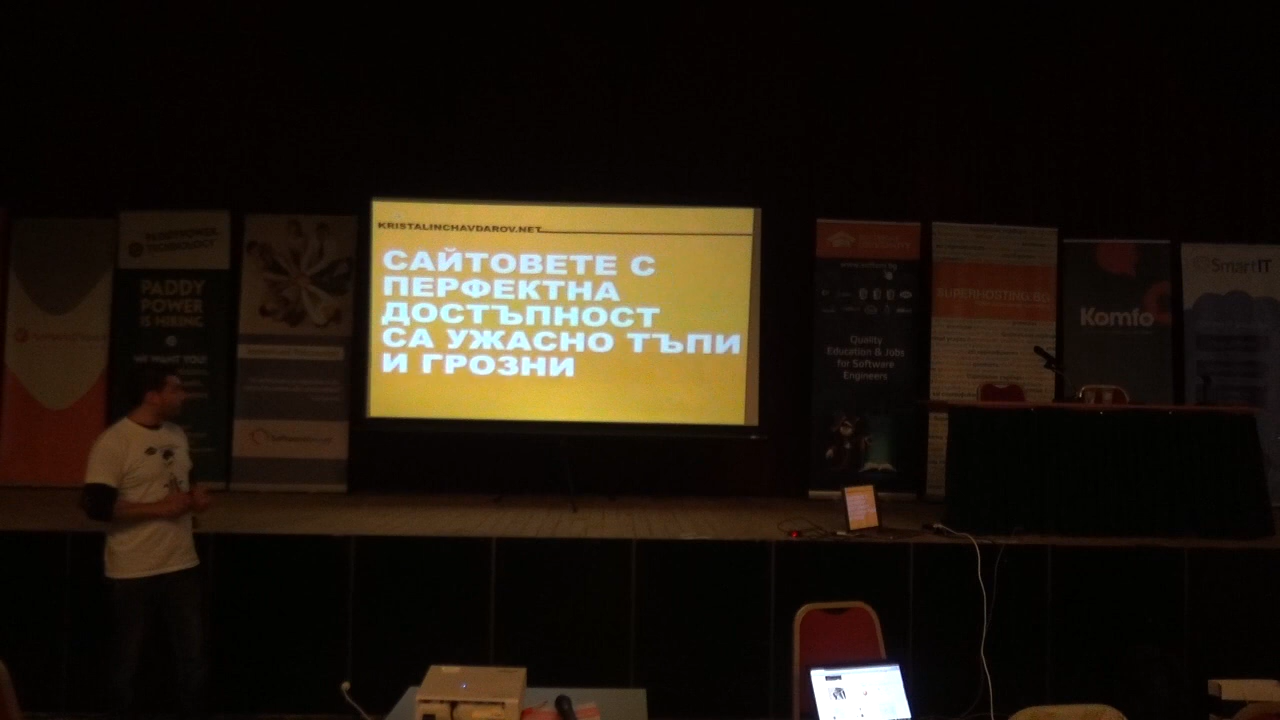 KRISTALINCHAVDAROV.NET
САЙТОВЕТЕ С
ПЕРФЕКТНА
ДОСТЪПНОСТ
СА УЖАСНО ТЪПИ
И ГРОЗНИ
PADDY
POWER
IS HIRING
WE WANT YOU!
Quality
Education & Jobs
for Software
Engineers
SUPERHOSTING.BG
Komfo
SmartIT